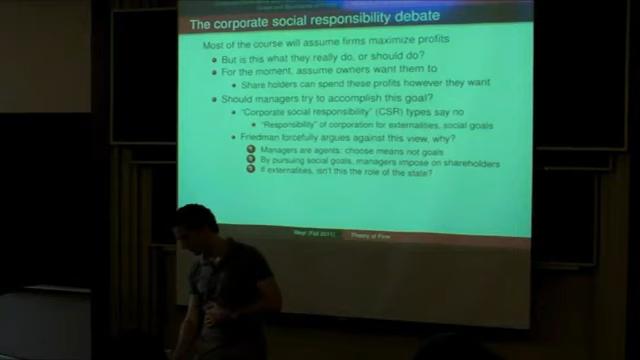 The corporate social responsibility debate
Most of the course will assume firms maximize profits
But is this what they really do, or should do?
For the moment, assume owners want them to
Share holders can spend these profits however they want
Should managers try to accomplish this goal?
"Corporate social responsibility" (CSR) types say no
"Responsibility" of corporation for externalities, social goals
Friedman forcefully argues against this view, why?
1 Managers are agents: choose means not goals
2 By pursuing social goals, managers impose on shareholders
3 If externalities, isn't this the role of the state?
(Fall 2011) Theory of Firm